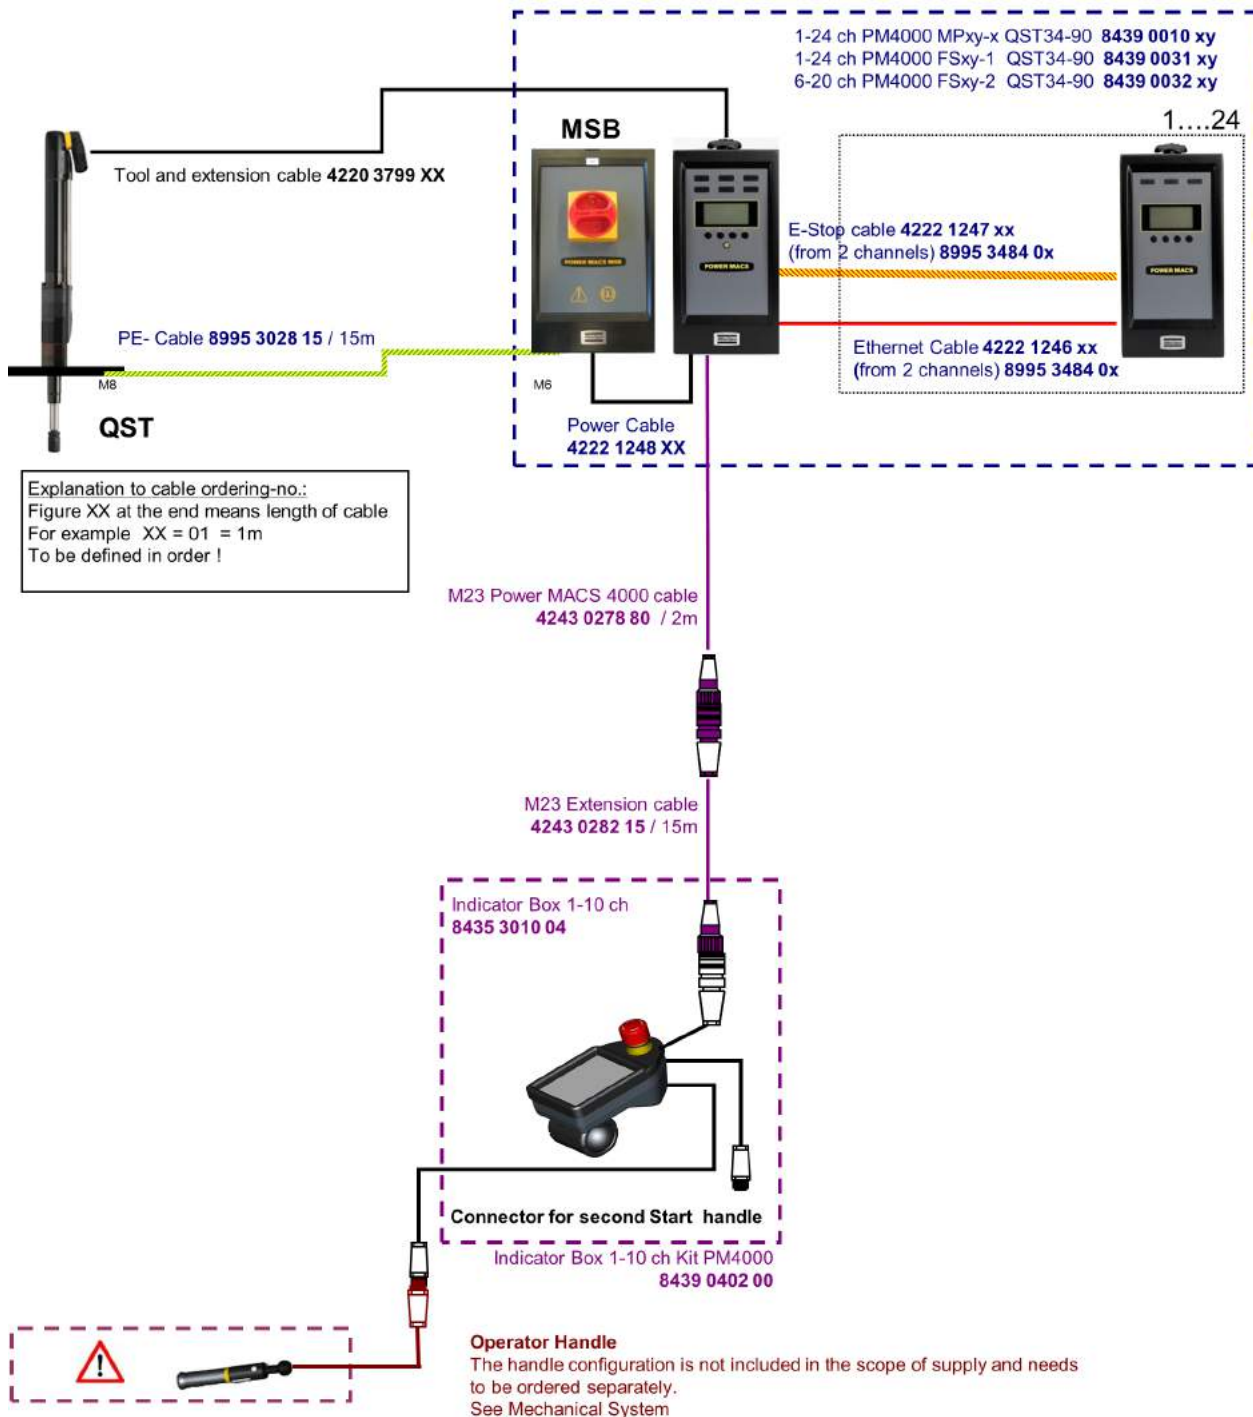 1-24 ch PM4000 MPxy-x QST34-90 8439 0010 xy
1-24 ch PM4000 FSxy-1 QST34-90 8439 0031 xy
6-20 ch PM4000 FSxy-2 QST34-90 8439 0032 xy
1....24
MSB
Tool and extension cable 4220 3799 XX
E-Stop cable 4222 1247 xx
(from 2 channels) 8995 3484 0x
POWER MACS MSB
POWER MACS
POWER MACS
PE- Cable 8995 3028 15 / 15m
Ethernet Cable 4222 1246 xx
(from 2 channels) 8995 3484 0x
M8
M6
QST
Power Cable
4222 1248 XX
Explanation to cable ordering-no.:
Figure XX at the end means length of cable
For example XX = 01 = 1m
To be defined in order !
M23 Power MACS 4000 cable
4243 0278 80 / 2m
M23 Extension cable
4243 0282 15 / 15m
Indicator Box 1-10 ch
8435 3010 04
Connector for second Start handle
Indicator Box 1-10 ch Kit PM4000
8439 0402 00
Operator Handle
The handle configuration is not included in the scope of supply and needs
to be ordered separately.
See Mechanical System